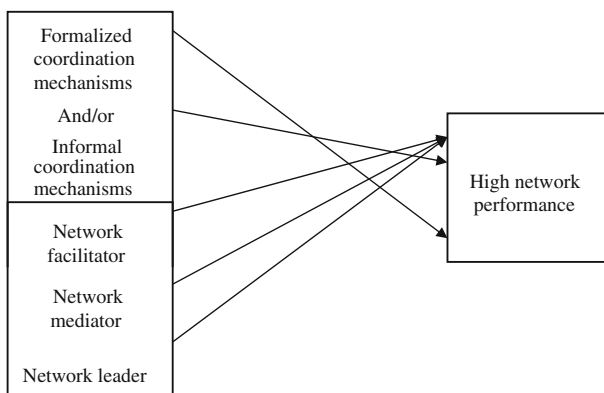 Formalized
coordination
mechanisms
And/or
Informal
coordination
mechanisms
Network
facilitator
Network
mediator
Network leader
High network
performance